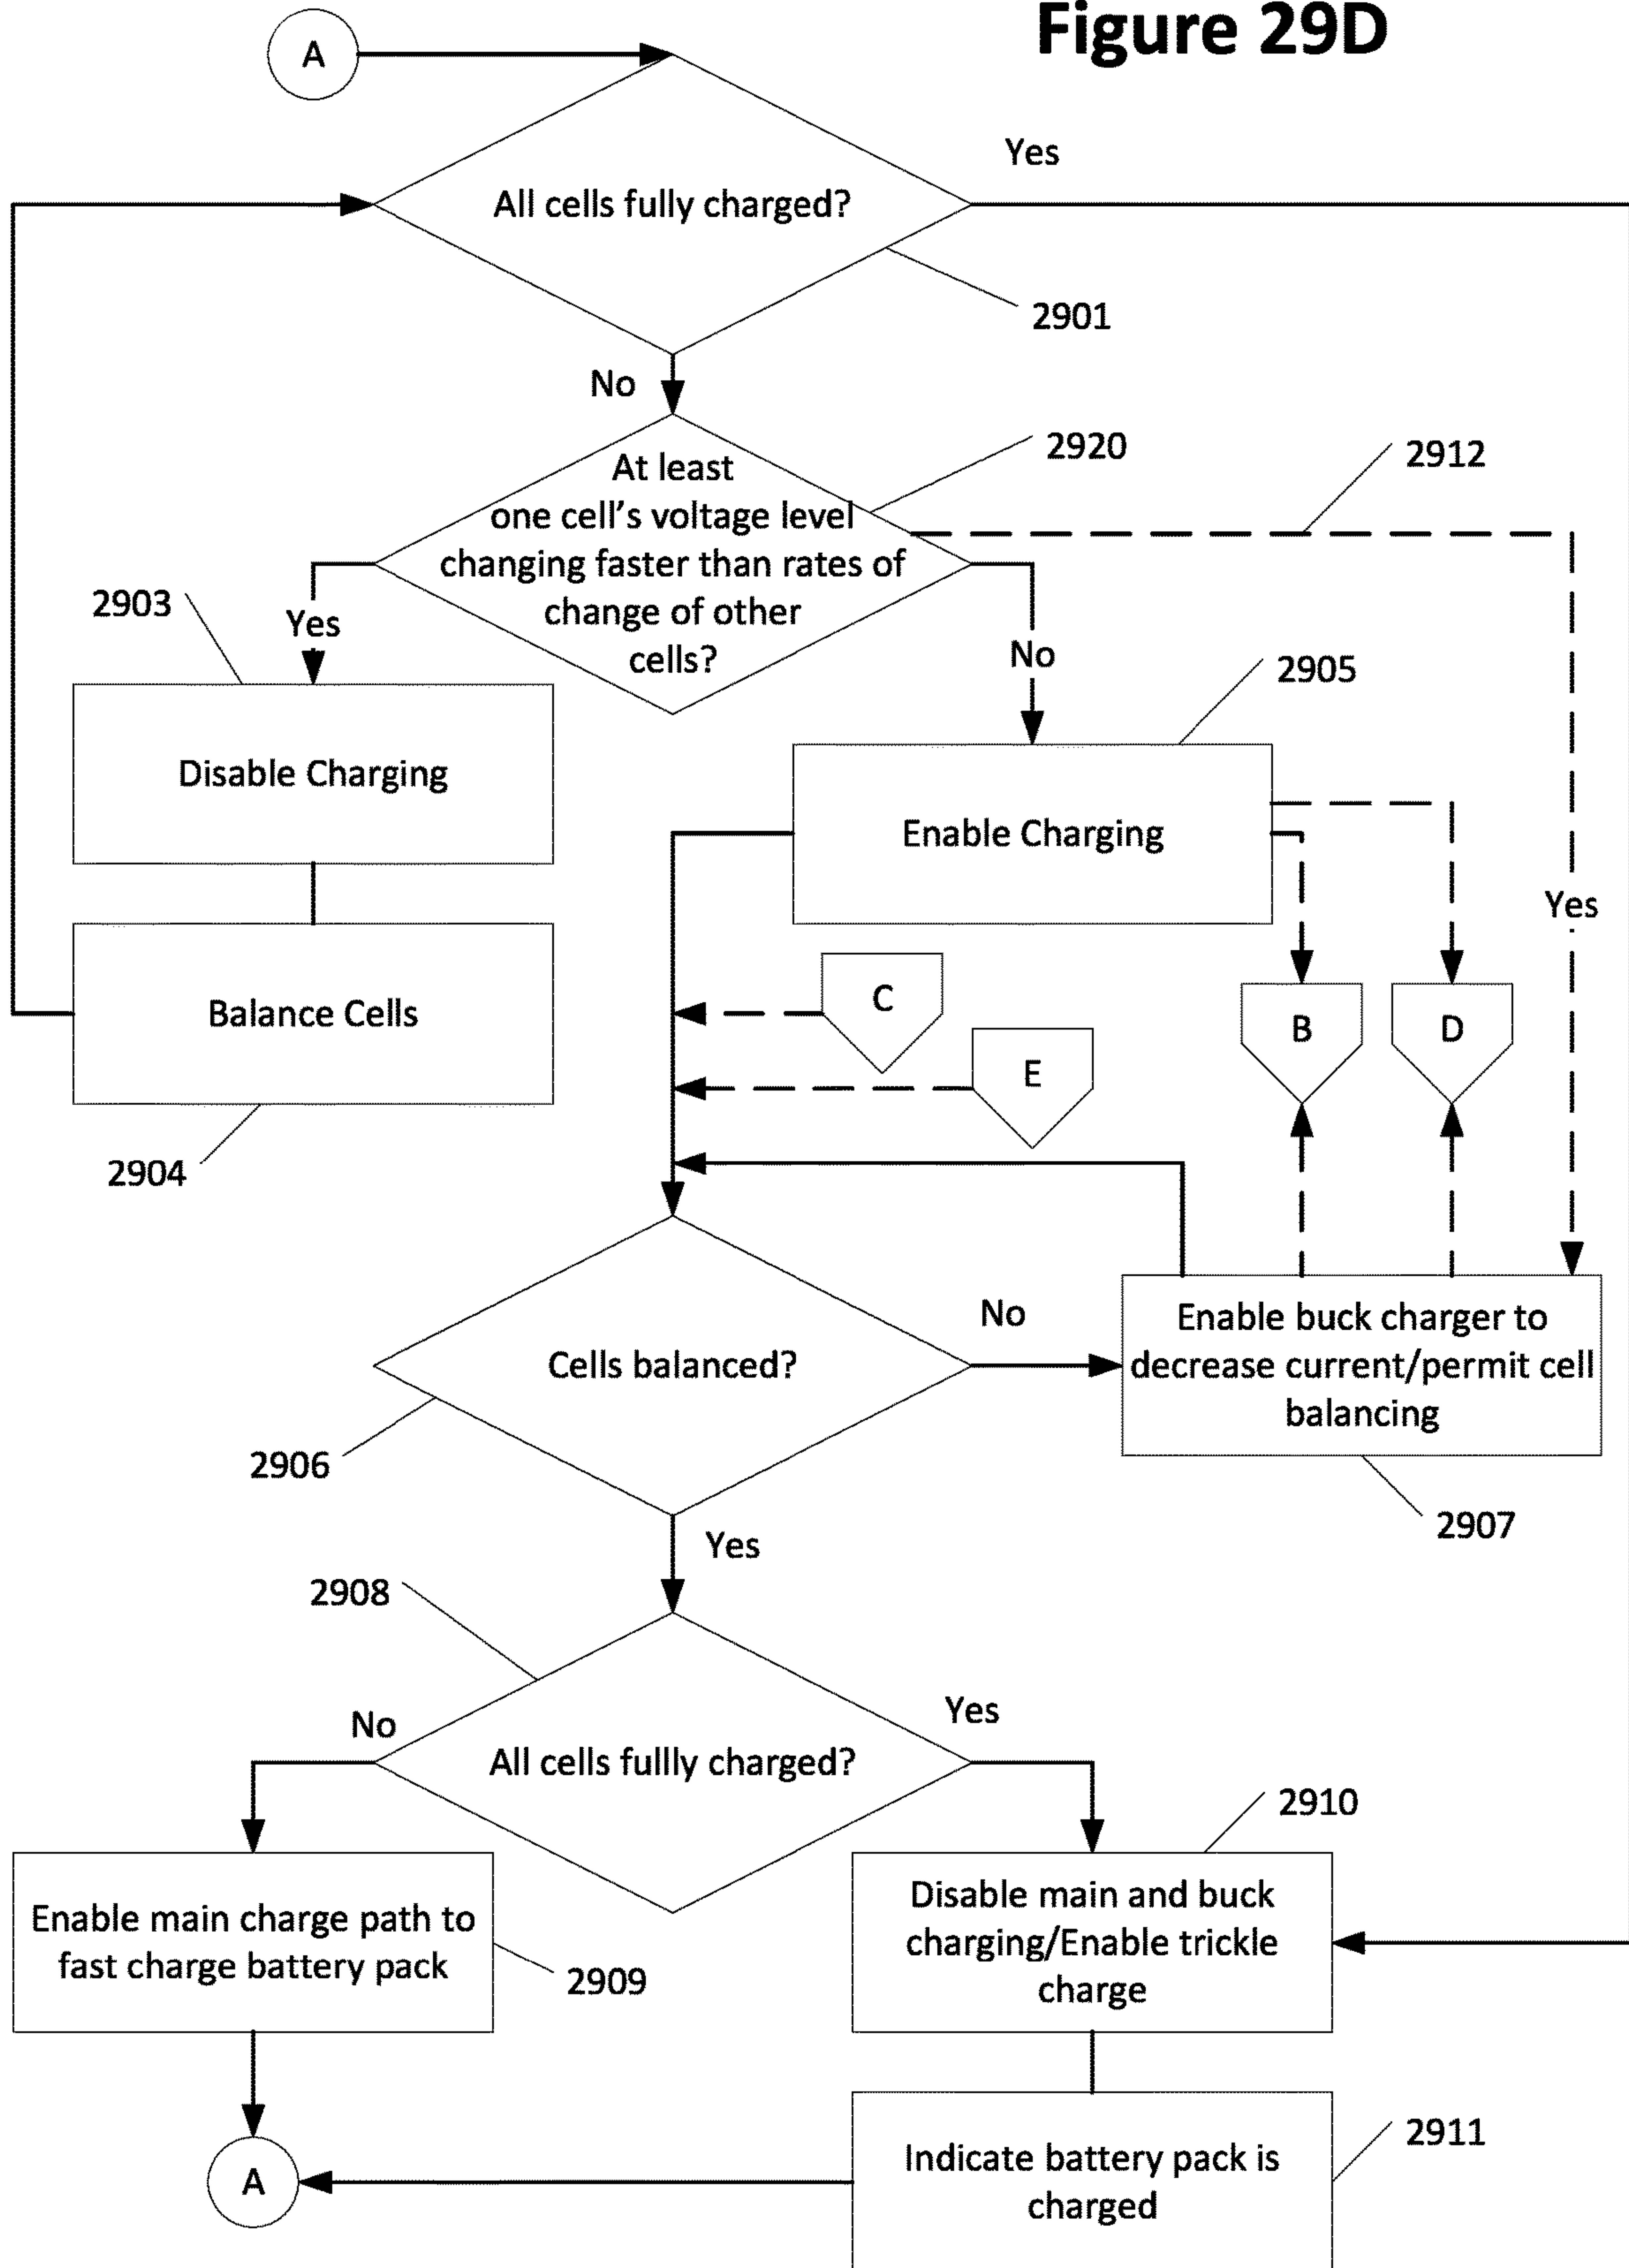 Figure 29D
A
Yes
All cells fully charged?
2901
No
2920
2912
At least
one cell's voltage level
changing faster than rates of
change of other
cells?
2903
Yes
No
2905
Disable Charging
Enable Charging
Yes
Balance Cells
C
B
D
E
2904
No
Enable buck charger to
decrease current/permit cell
balancing
Cells balanced?
2906
2907
Yes
2908
No
Yes
All cells fullly charged?
2910
Enable main charge path to
fast charge battery pack
2909
Disable main and buck
charging/Enable trickle
charge
2911
Indicate battery pack is
charged
A